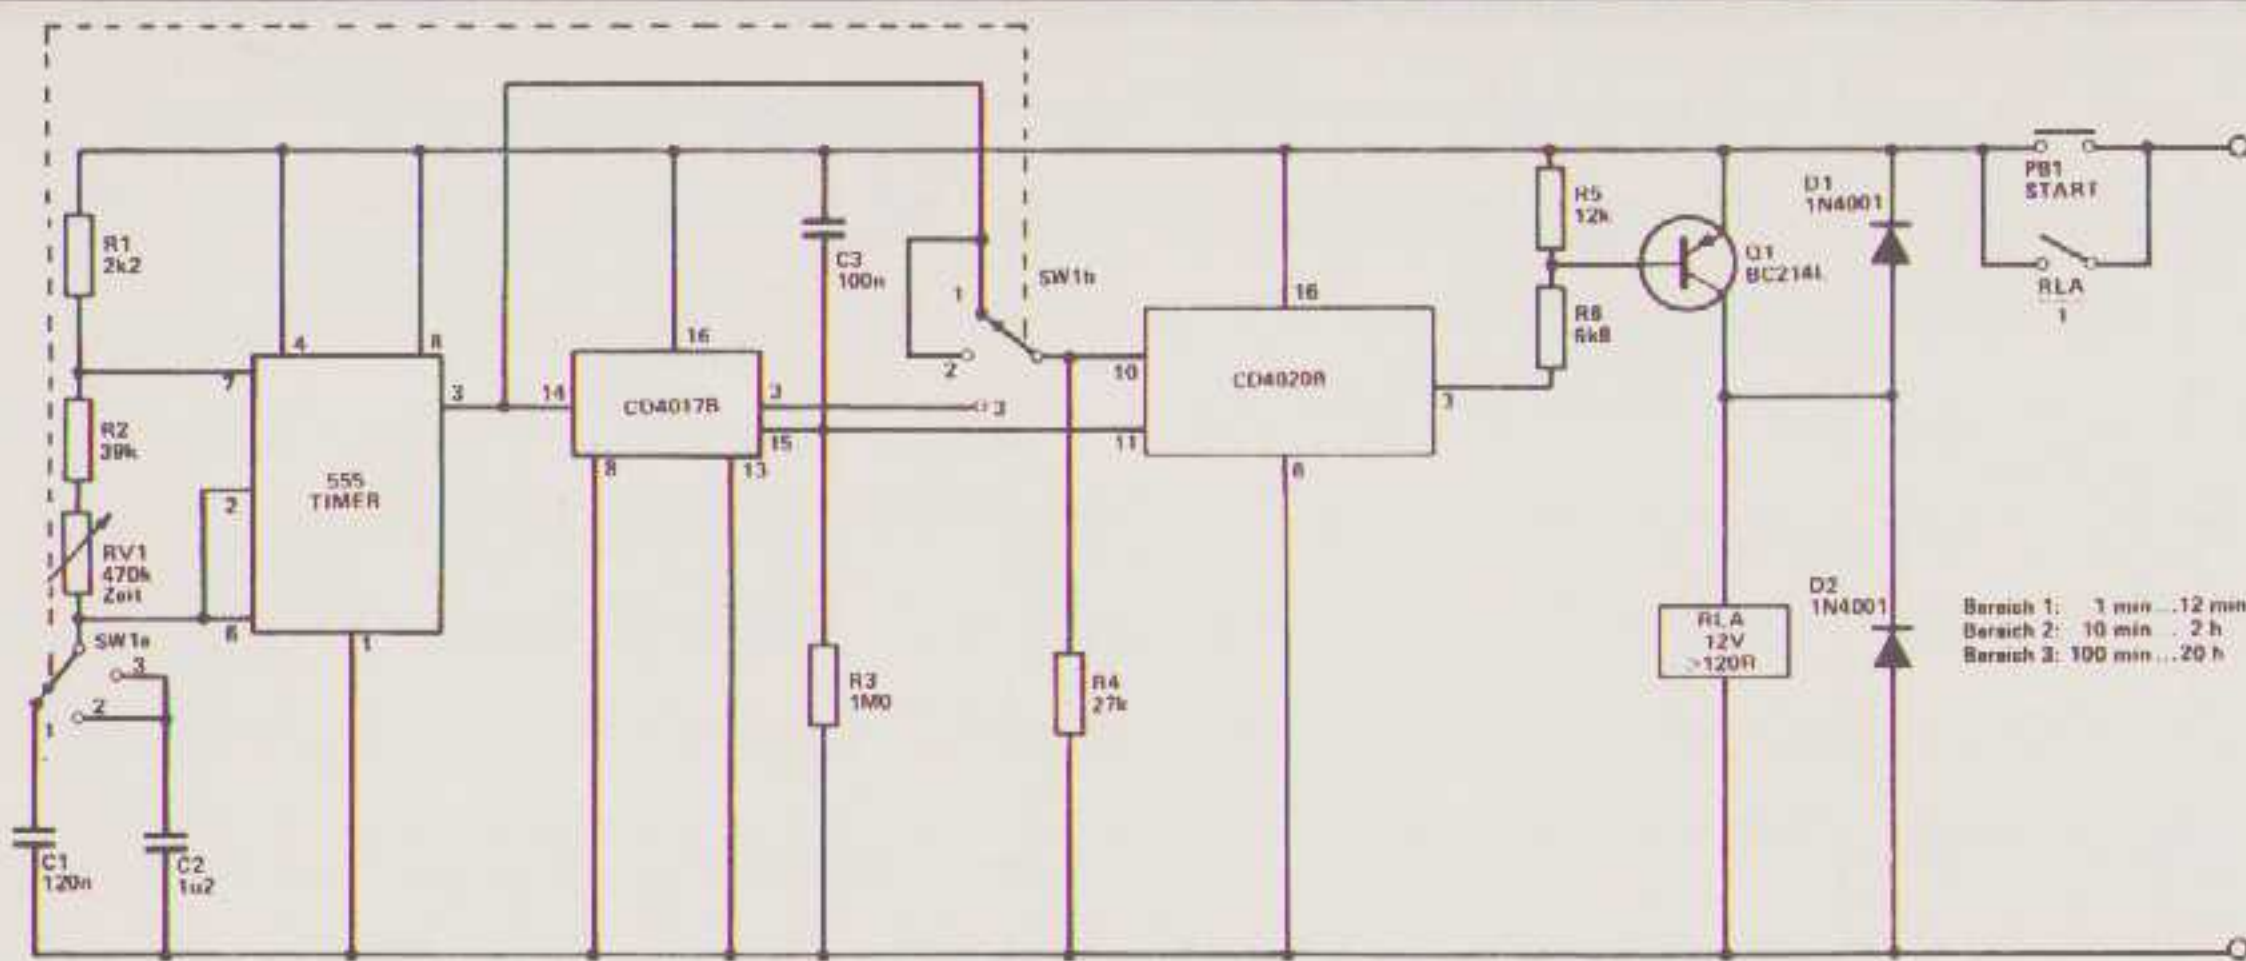 R1
2k2
R2
39k
RV1
470k
Zeit
SW1a
3
2
1
C1
120n
C2
1u2
4
8
7
3
2
6
1
555
TIMER
14
16
CD4017B
3
15
8
13
C3
100n
R3
1M0
1
SW1b
2
3
R4
27k
16
10
CD4020B
11
3
8
R5
12k
R6
6k8
Q1
BC214L
D1
1N4001
PB1
START
RLA
1
RLA
12V
>120R
D2
1N4001
Bereich 1: 1 min ... 12 min
Bereich 2: 10 min ... 2 h
Bereich 3: 100 min ... 20 h